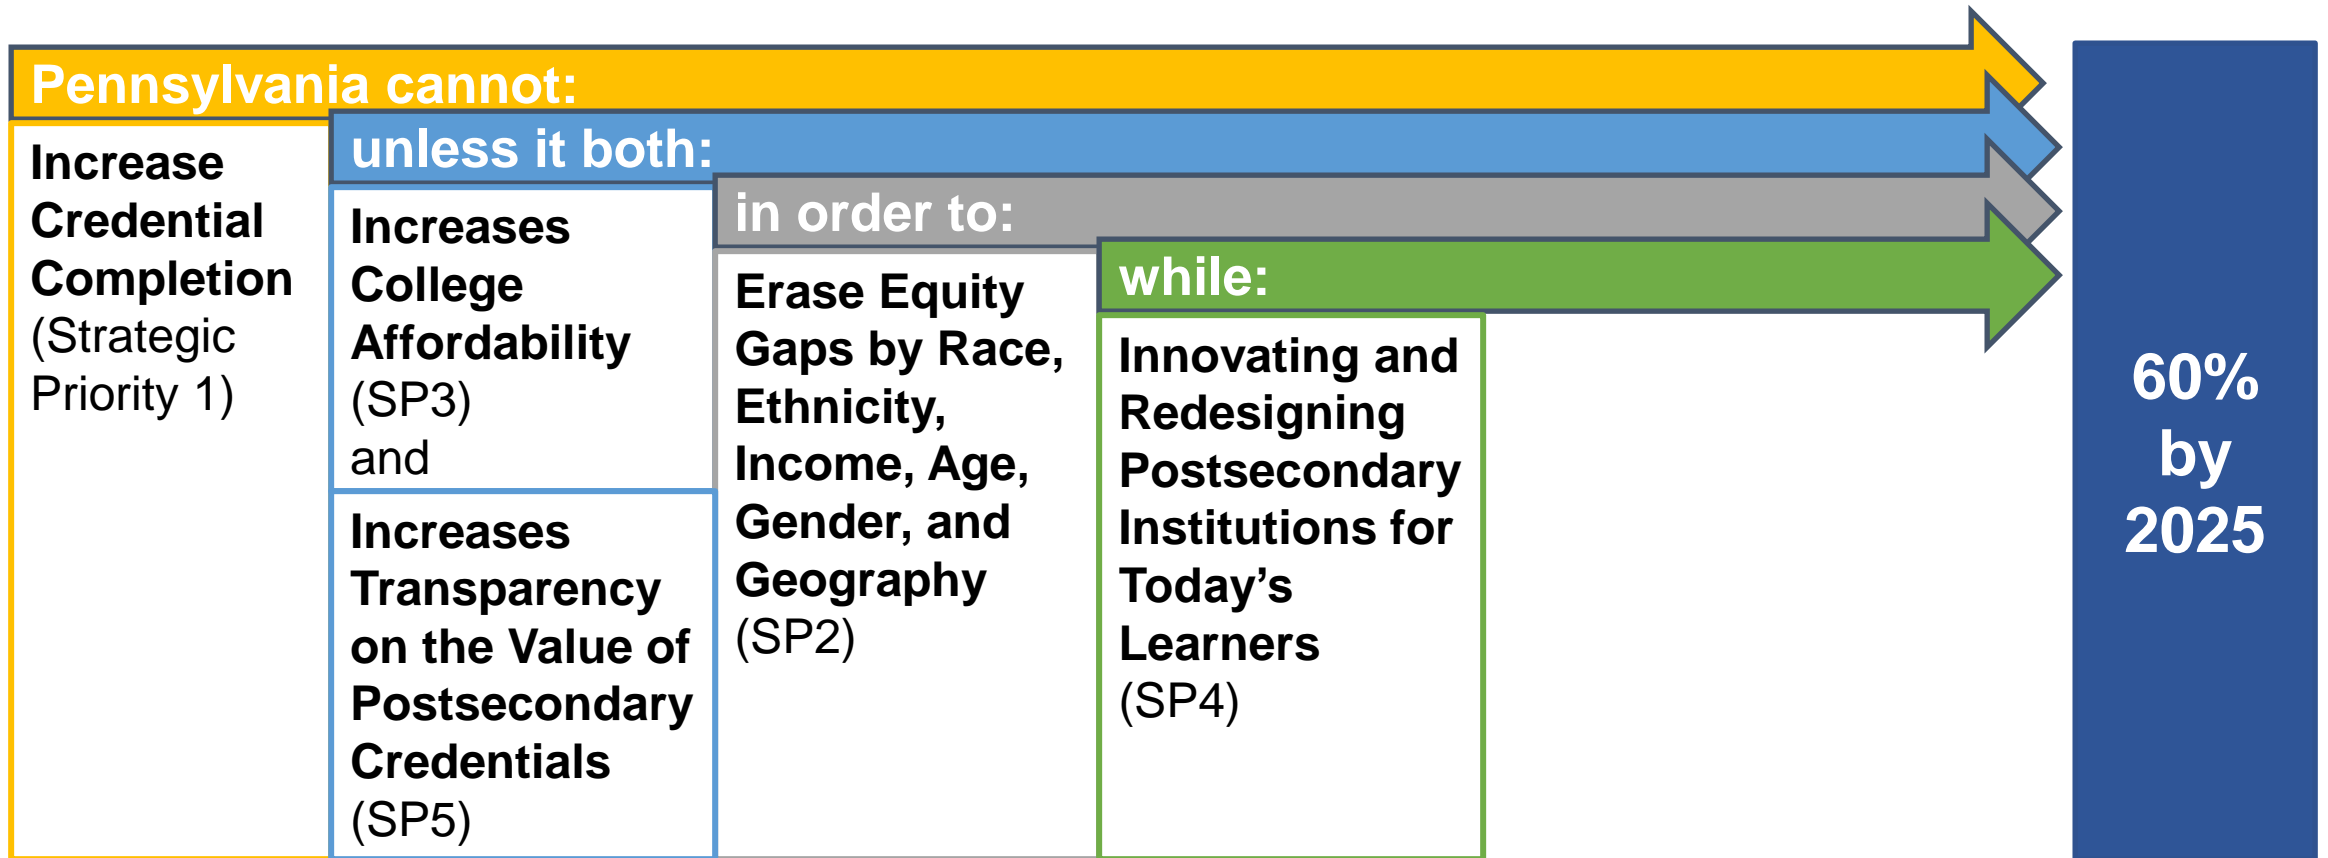 Pennsylvania cannot:
Increase
Credential
Completion
(Strategic
Priority 1)
unless it both:
Increases
College
Affordability
(SP3)
and
Increases
Transparency
on the Value of
Postsecondary
Credentials
(SP5)
in order to:
Erase Equity
Gaps by Race,
Ethnicity,
Income, Age,
Gender, and
Geography
(SP2)
while:
Innovating and
Redesigning
Postsecondary
Institutions for
Today’s
Learners
(SP4)
60%
by
2025